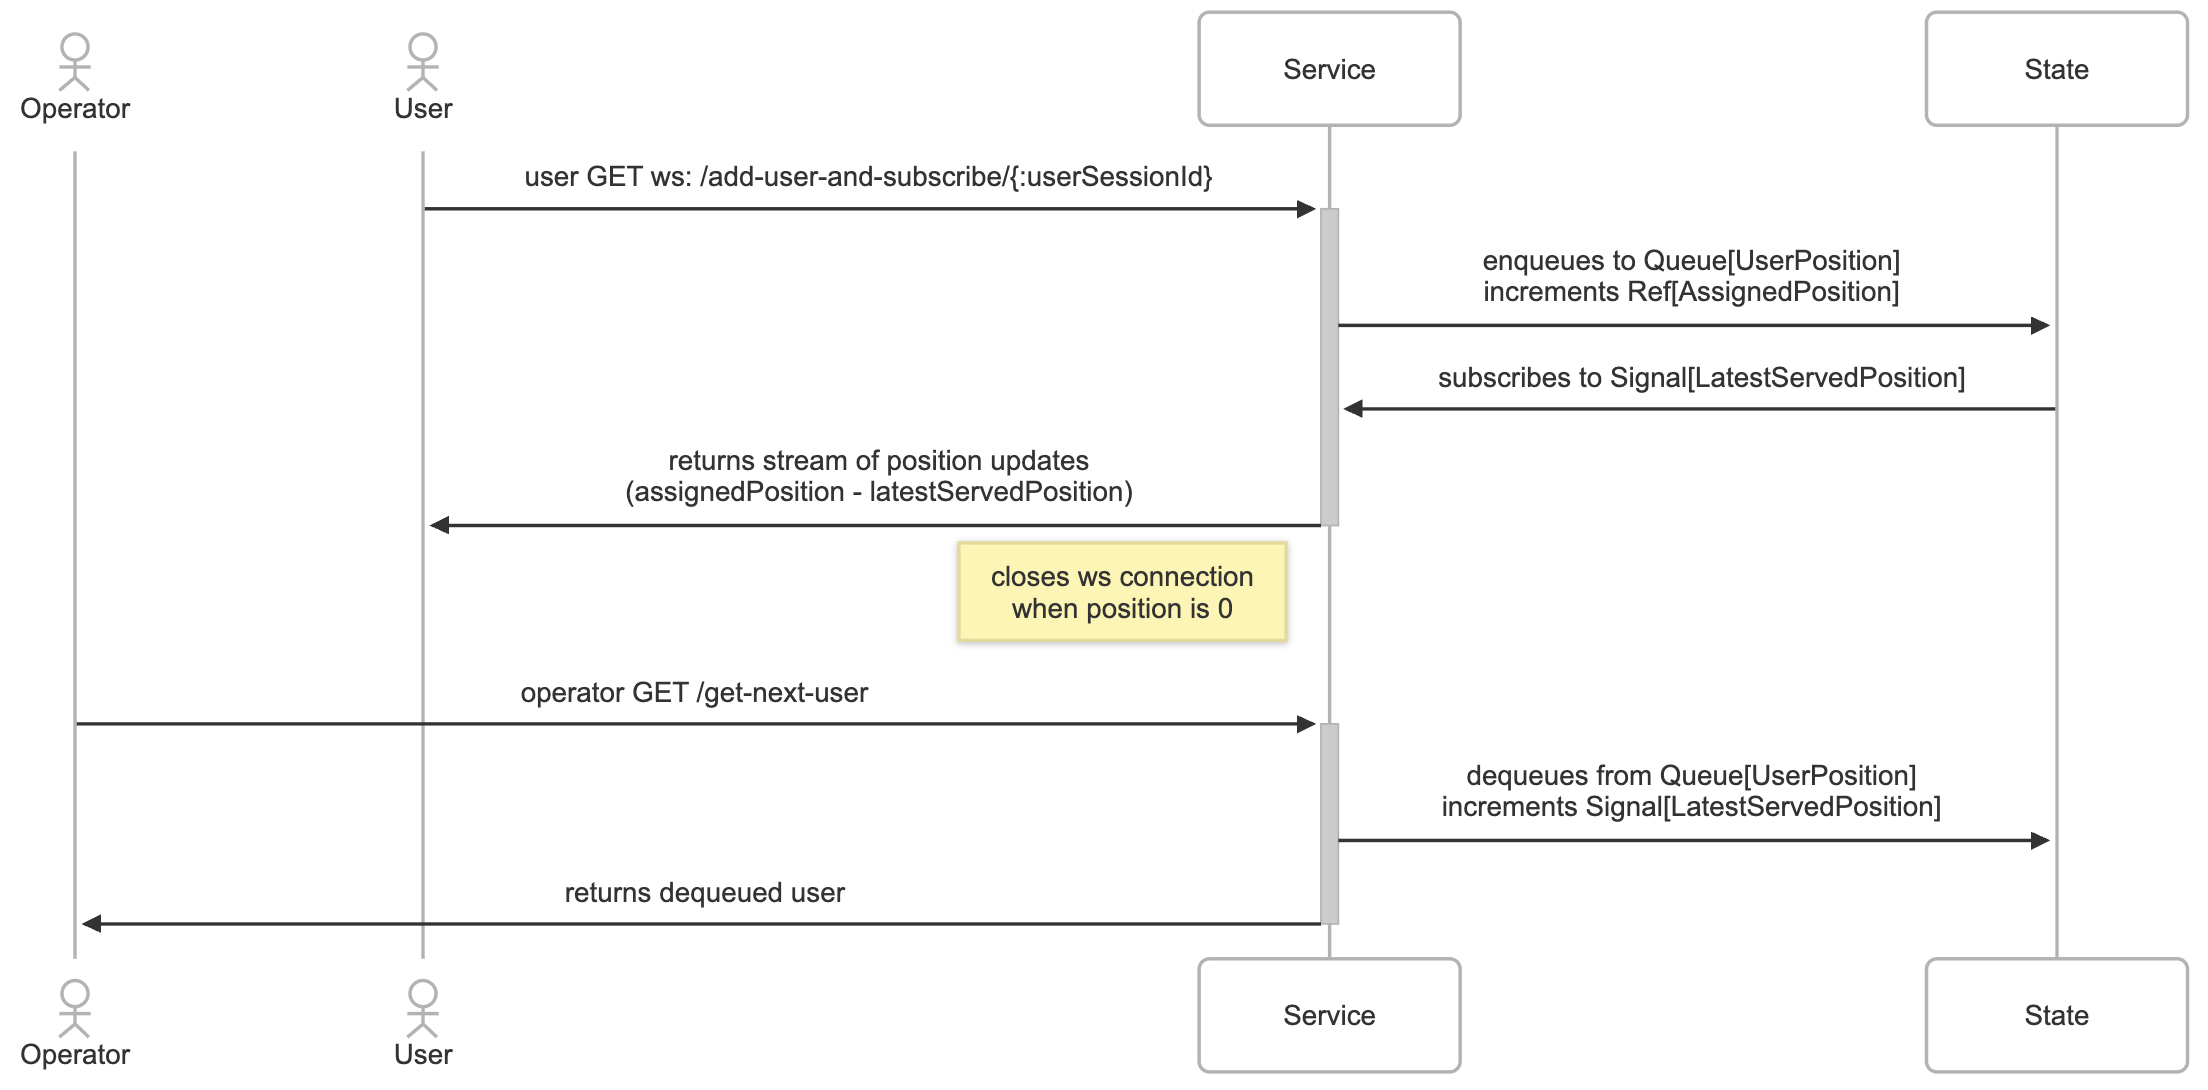 Operator
User
Service
State
user GET ws: /add-user-and-subscribe/{:userSessionId}
enqueues to Queue[UserPosition]
increments Ref[AssignedPosition]
subscribes to Signal[LatestServedPosition]
returns stream of position updates
(assignedPosition - latestServedPosition)
closes ws connection
when position is 0
operator GET /get-next-user
dequeues from Queue[UserPosition]
increments Signal[LatestServedPosition]
returns dequeued user
Operator
User
Service
State